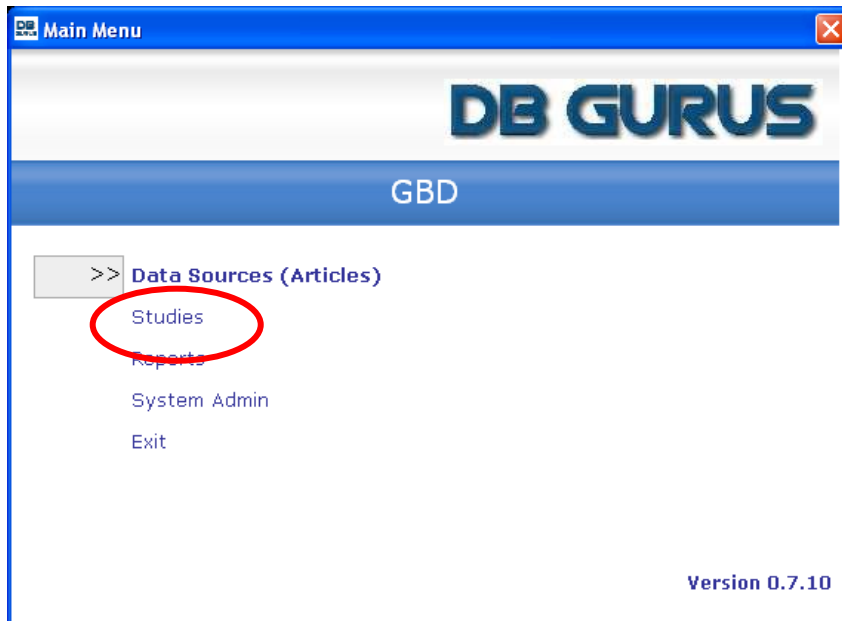 Main Menu
DB GURUS
GBD
>> Data Sources (Articles)
Studies
Reports
System Admin
Exit
Version 0.7.10